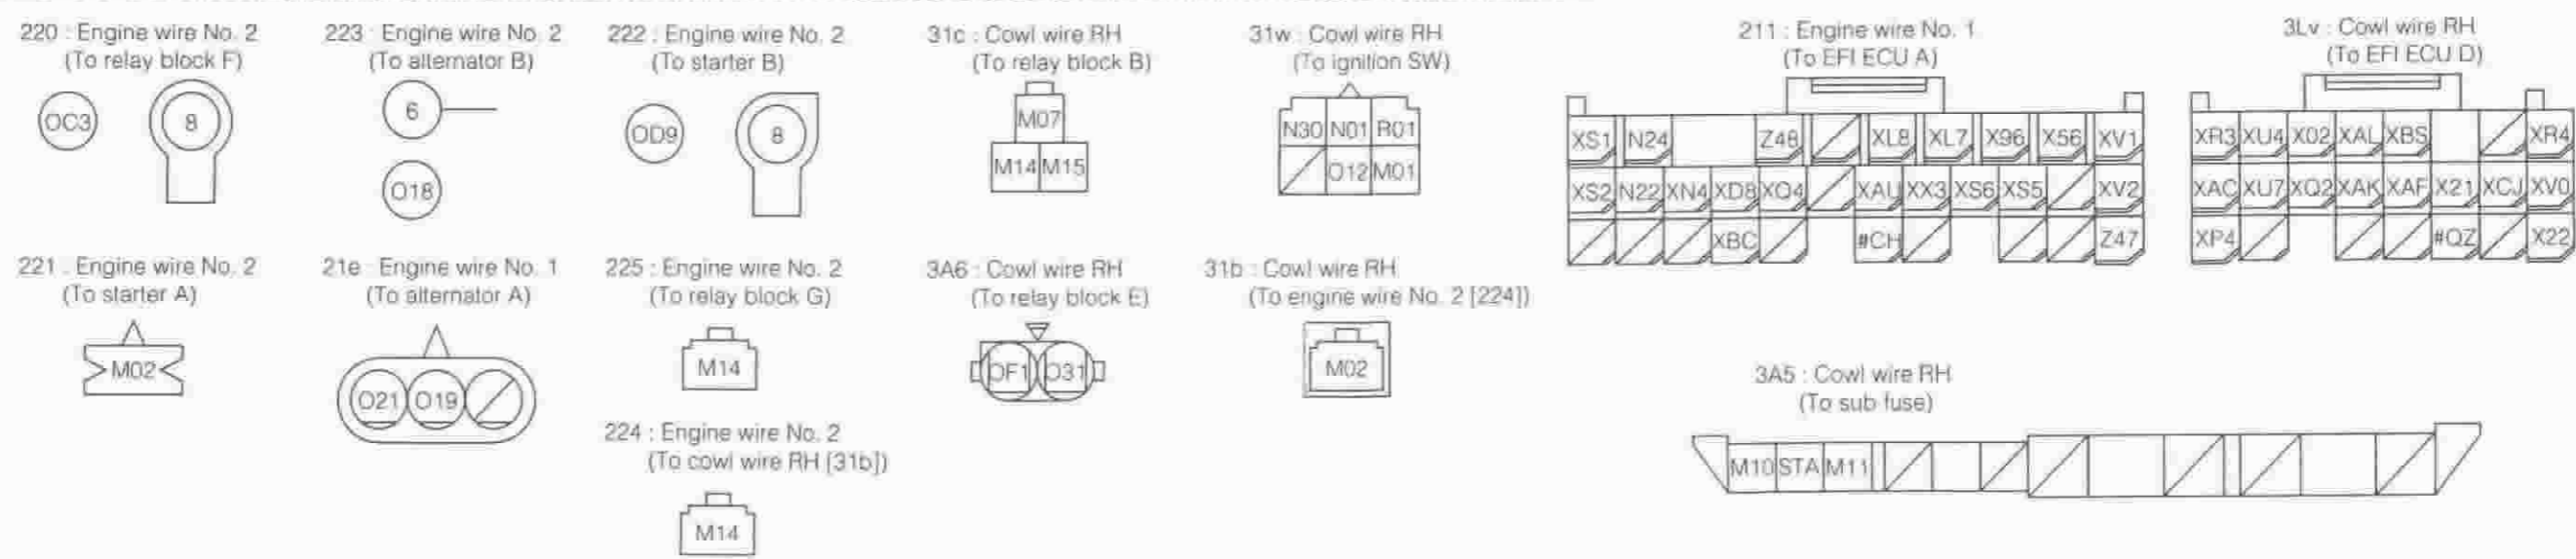 220 : Engine wire No. 2
(To relay block F)
OC3 8
223 : Engine wire No. 2
(To alternator B)
6
O18
222 : Engine wire No. 2
(To starter B)
OD9 8
31c : Cowl wire RH
(To relay block B)
M07
M14 M15
31w : Cowl wire RH
(To ignition SW)
N30 N01 R01
O12 M01
211 : Engine wire No. 1
(To EFI ECU A)
XS1 N24 Z48 XL8 XL7 X96 X56 XV1
XS2 N22 XN4 XD8 XQ4 XAU XX3 XS6 XS5 XV2
XBC #CH Z47
3Lv : Cowl wire RH
(To EFI ECU D)
XR3 XU4 X02 XAL XBS XR4
XAC XU7 XQ2 XAK XAF X21 XCJ XV0
XP4 #QZ X22
221 : Engine wire No. 2
(To starter A)
M02
21e : Engine wire No. 1
(To alternator A)
O21 O19
225 : Engine wire No. 2
(To relay block G)
M14
3A6 : Cowl wire RH
(To relay block E)
OF1 O31
31b : Cowl wire RH
(To engine wire No. 2 [224])
M02
224 : Engine wire No. 2
(To cowl wire RH [31b])
M14
3A5 : Cowl wire RH
(To sub fuse)
M10 STA M11